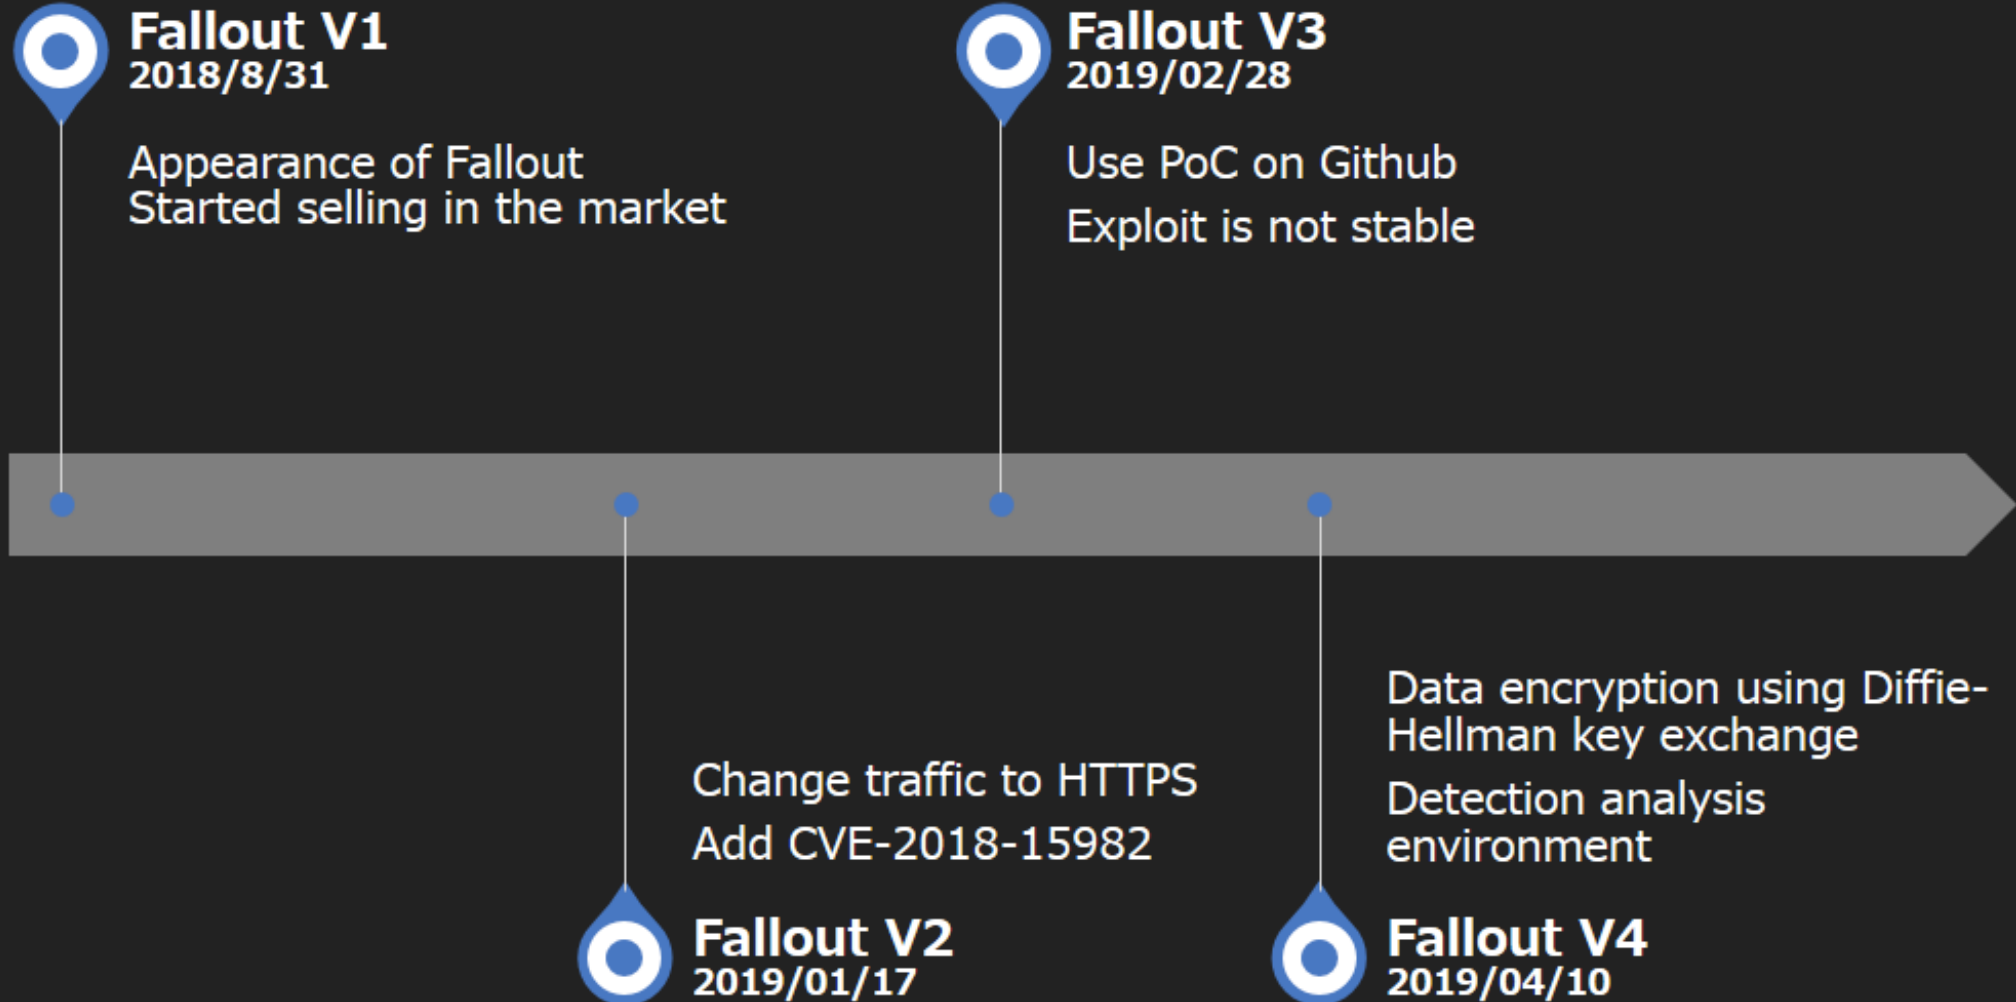 Fallout V1
2018/8/31
Appearance of Fallout
Started selling in the market
Fallout V3
2019/02/28
Use PoC on Github
Exploit is not stable
Change traffic to HTTPS
Add CVE-2018-15982
Fallout V2
2019/01/17
Data encryption using Diffie-
Hellman key exchange
Detection analysis
environment
Fallout V4
2019/04/10